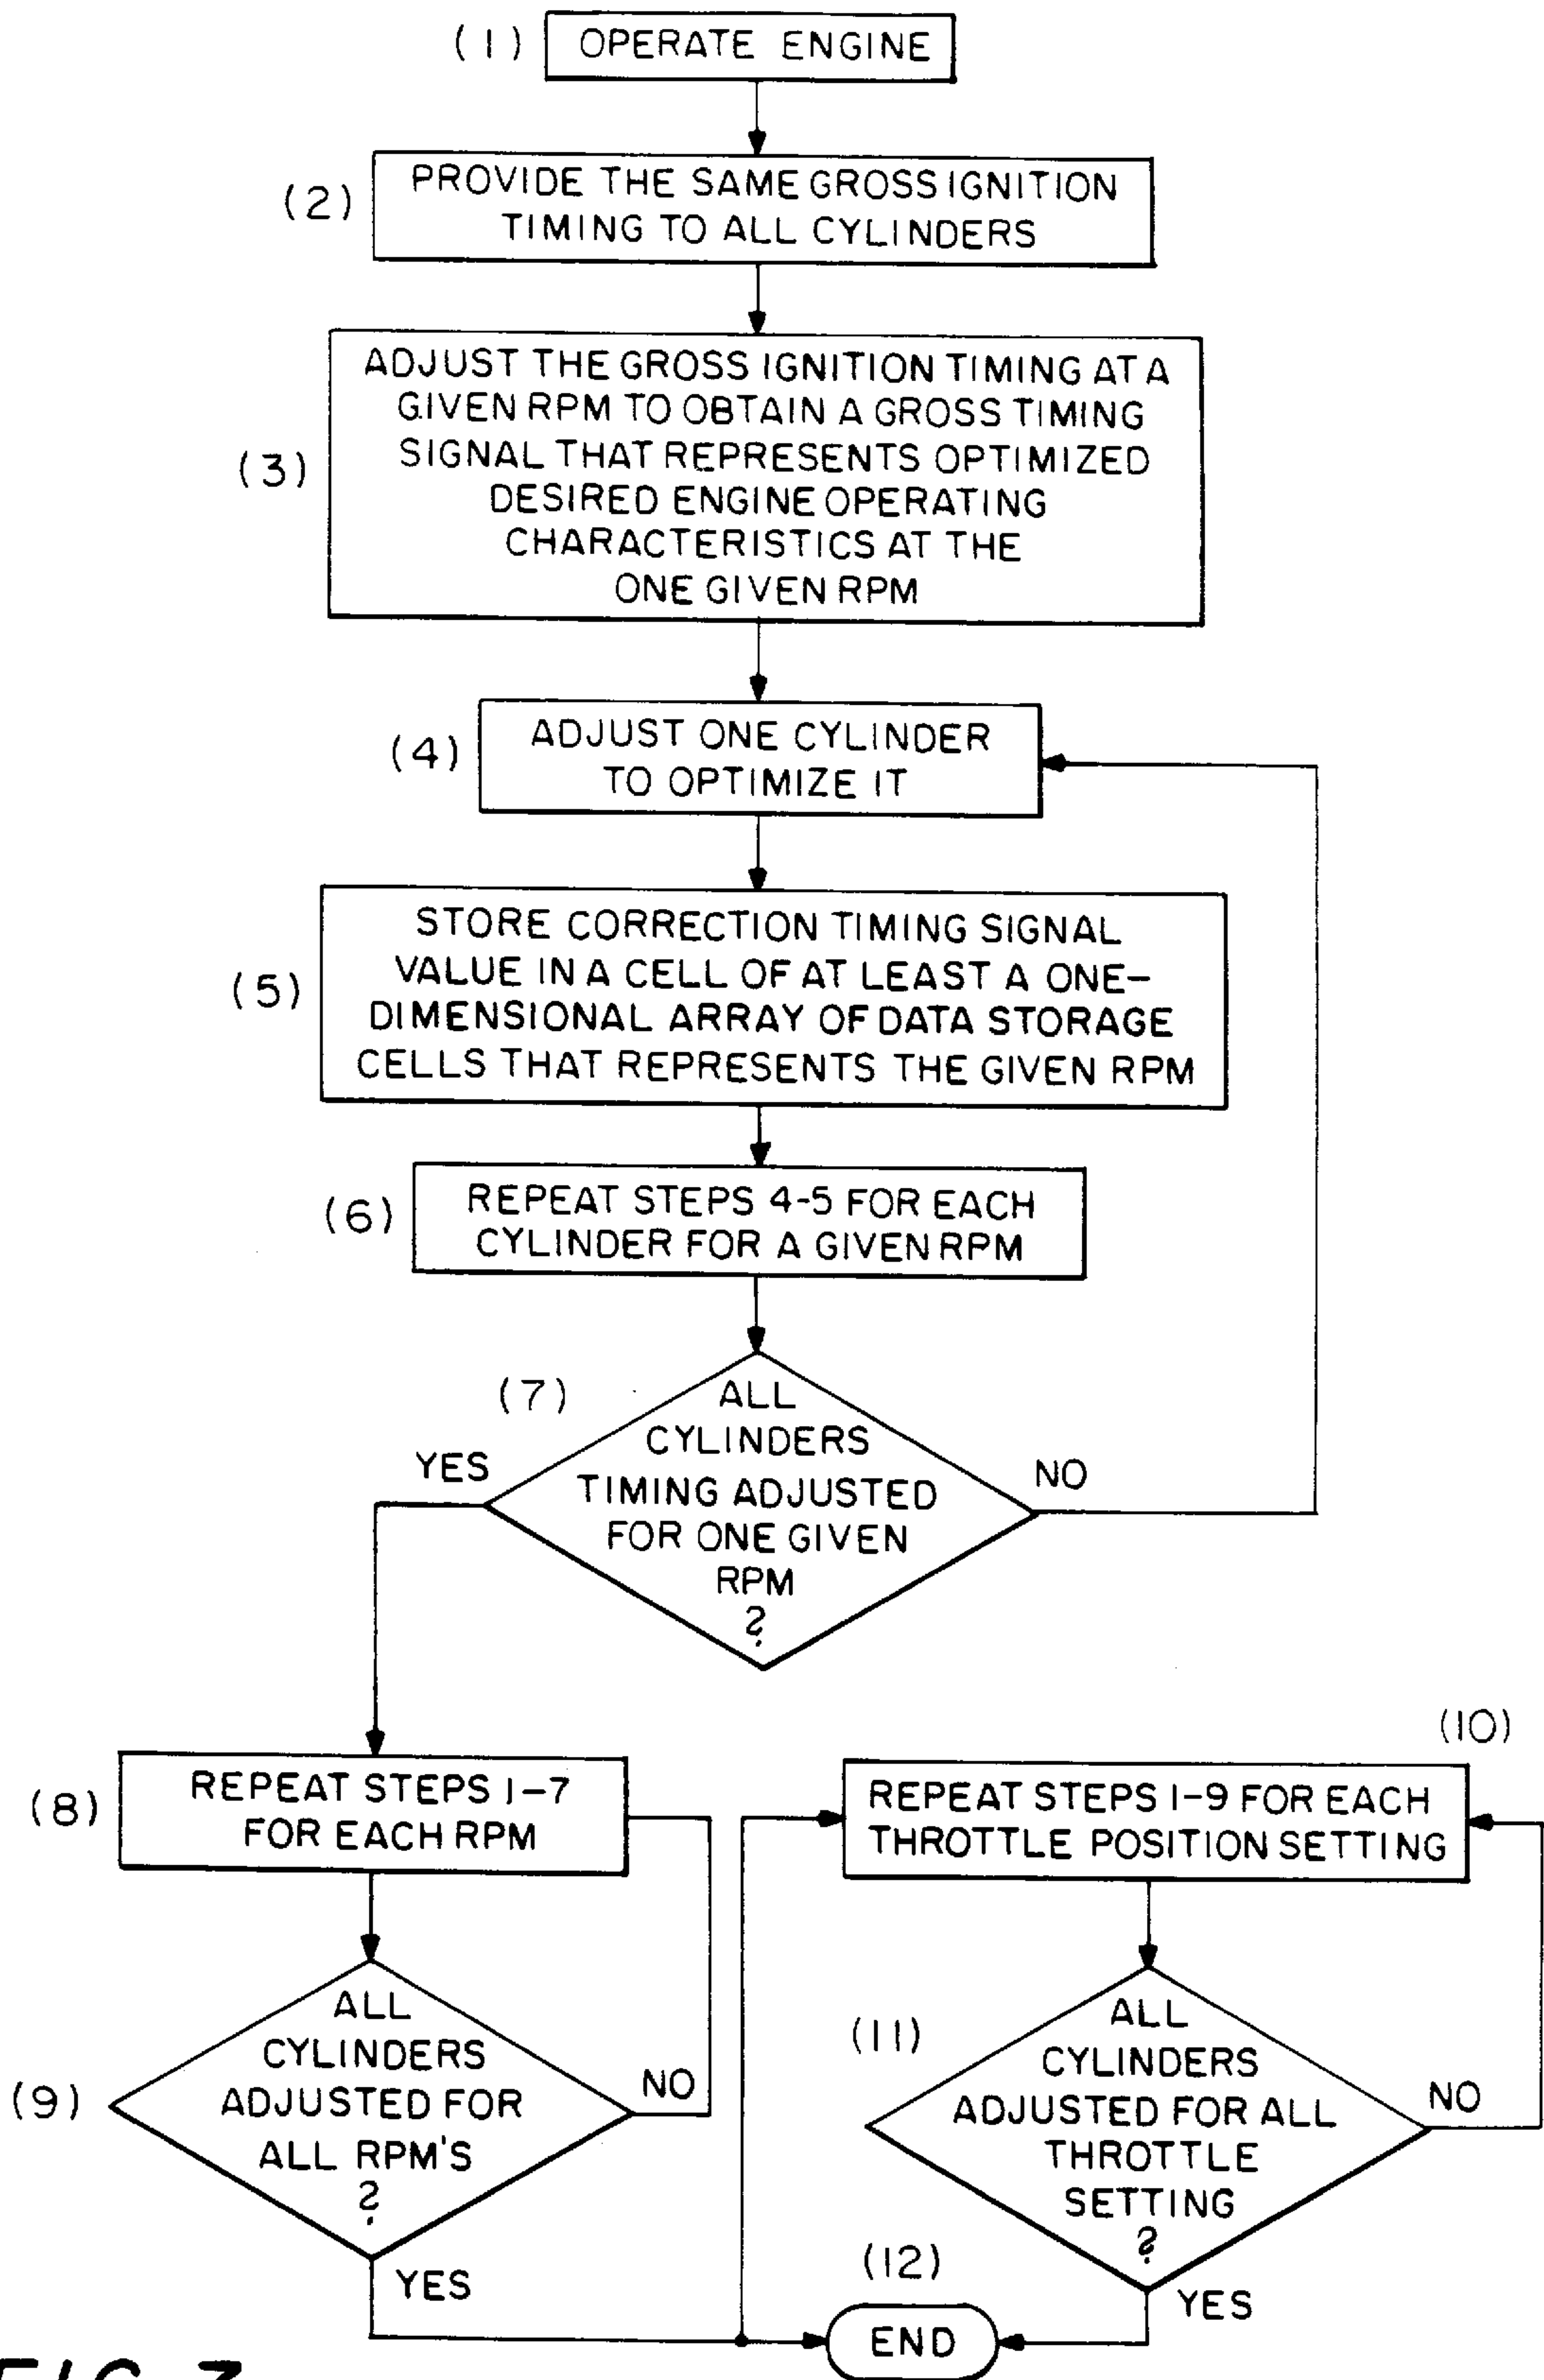 (1)
OPERATE ENGINE
(2)
PROVIDE THE SAME GROSS IGNITION
TIMING TO ALL CYLINDERS
(3)
ADJUST THE GROSS IGNITION TIMING AT A
GIVEN RPM TO OBTAIN A GROSS TIMING
SIGNAL THAT REPRESENTS OPTIMIZED
DESIRED ENGINE OPERATING
CHARACTERISTICS AT THE
ONE GIVEN RPM
(4)
ADJUST ONE CYLINDER
TO OPTIMIZE IT
(5)
STORE CORRECTION TIMING SIGNAL
VALUE IN A CELL OF AT LEAST A ONE-
DIMENSIONAL ARRAY OF DATA STORAGE
CELLS THAT REPRESENTS THE GIVEN RPM
(6)
REPEAT STEPS 4-5 FOR EACH
CYLINDER FOR A GIVEN RPM
(7)
ALL
CYLINDERS
TIMING ADJUSTED
FOR ONE GIVEN
RPM
?
YES
NO
(8)
REPEAT STEPS 1-7
FOR EACH RPM
(9)
ALL
CYLINDERS
ADJUSTED FOR
ALL RPM'S
?
NO
YES
(10)
REPEAT STEPS 1-9 FOR EACH
THROTTLE POSITION SETTING
(11)
ALL
CYLINDERS
ADJUSTED FOR ALL
THROTTLE
SETTING
?
NO
YES
(12)
END